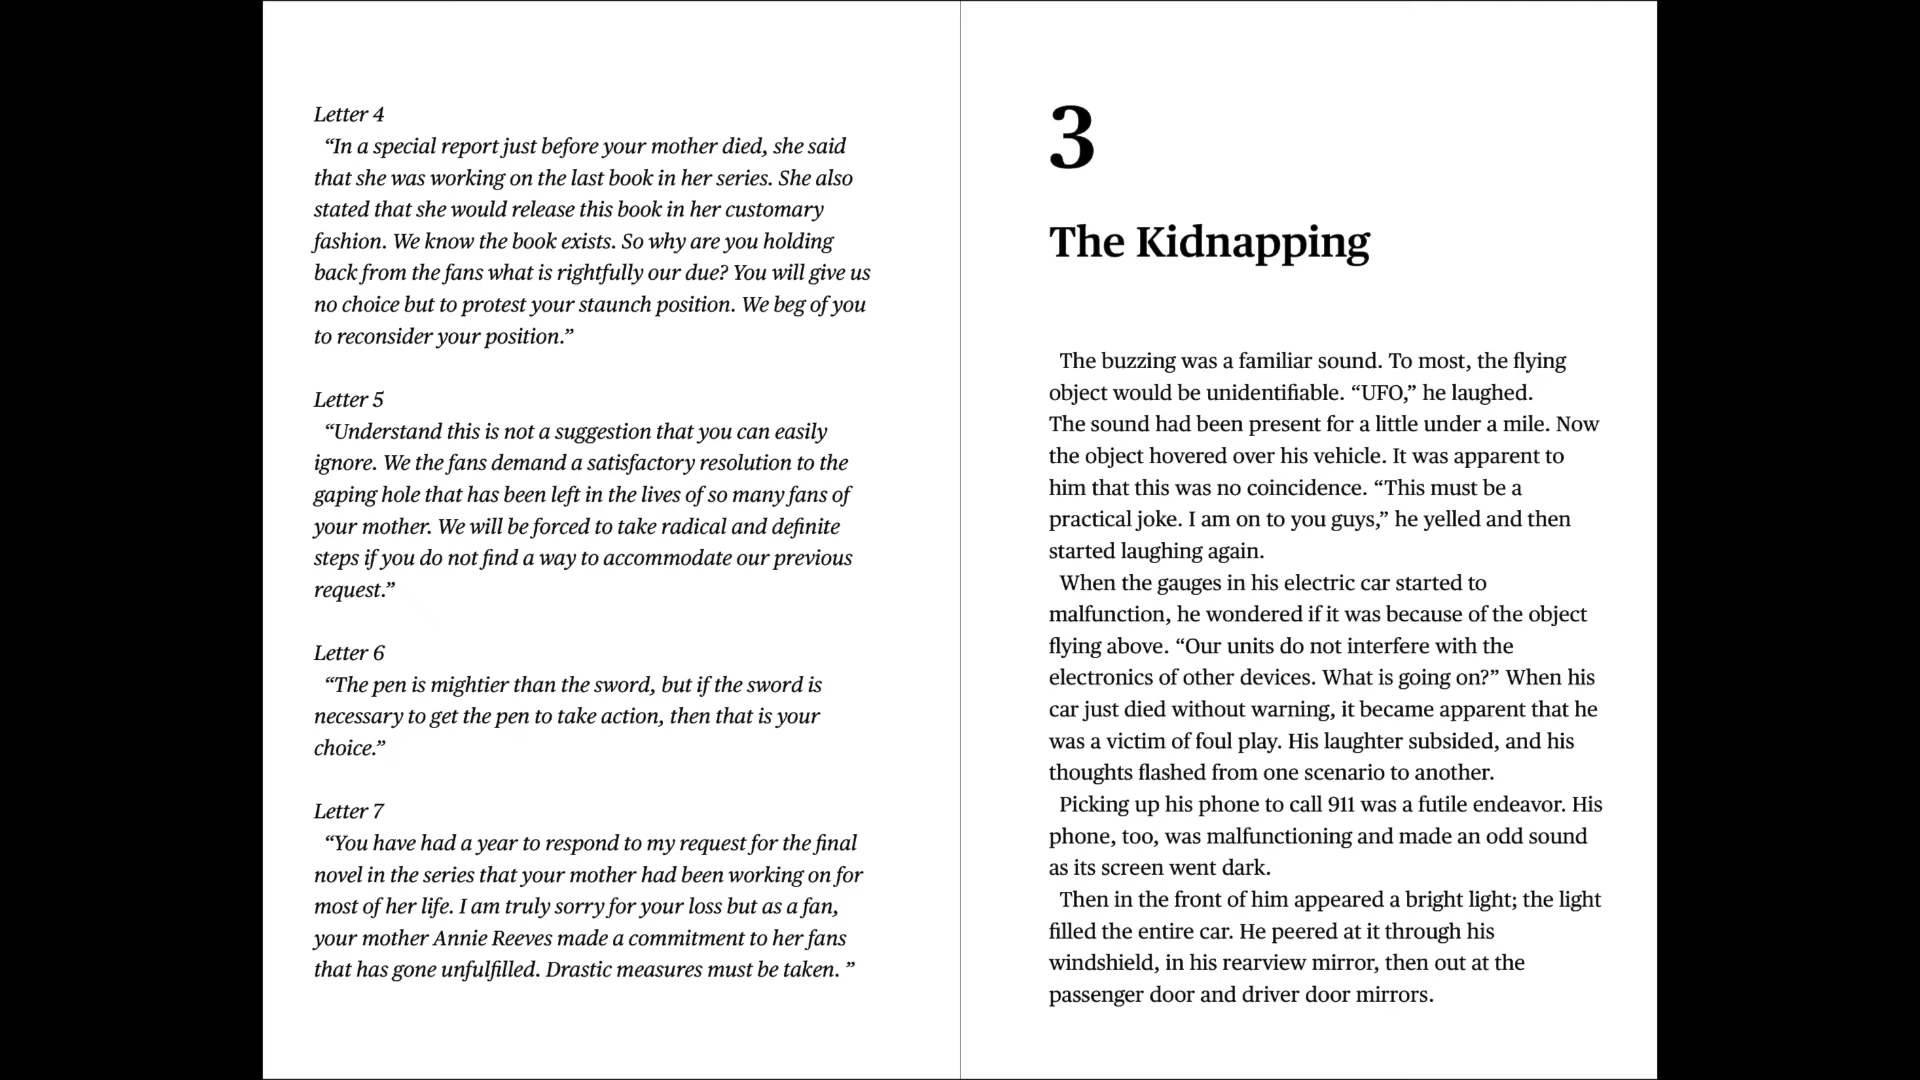 Letter 4
“In a special report just before your mother died, she said
that she was working on the last book in her series. She also
stated that she would release this book in her customary
fashion. We know the book exists. So why are you holding
back from the fans what is rightfully our due? You will give us
no choice but to protest your staunch position. We beg of you
to reconsider your position.”
Letter 5
“Understand this is not a suggestion that you can easily
ignore. We the fans demand a satisfactory resolution to the
gaping hole that has been left in the lives of so many fans of
your mother. We will be forced to take radical and definite
steps if you do not find a way to accommodate our previous
request.”
Letter 6
“The pen is mightier than the sword, but if the sword is
necessary to get the pen to take action, then that is your
choice.”
Letter 7
“You have had a year to respond to my request for the final
novel in the series that your mother had been working on for
most of her life. I am truly sorry for your loss but as a fan,
your mother Annie Reeves made a commitment to her fans
that has gone unfulfilled. Drastic measures must be taken. ”
3
The Kidnapping
The buzzing was a familiar sound. To most, the flying
object would be unidentifiable. “UFO,” he laughed.
The sound had been present for a little under a mile. Now
the object hovered over his vehicle. It was apparent to
him that this was no coincidence. “This must be a
practical joke. I am on to you guys,” he yelled and then
started laughing again.
When the gauges in his electric car started to
malfunction, he wondered if it was because of the object
flying above. “Our units do not interfere with the
electronics of other devices. What is going on?” When his
car just died without warning, it became apparent that he
was a victim of foul play. His laughter subsided, and his
thoughts flashed from one scenario to another.
Picking up his phone to call 911 was a futile endeavor. His
phone, too, was malfunctioning and made an odd sound
as its screen went dark.
Then in the front of him appeared a bright light; the light
filled the entire car. He peered at it through his
windshield, in his rearview mirror, then out at the
passenger door and driver door mirrors.